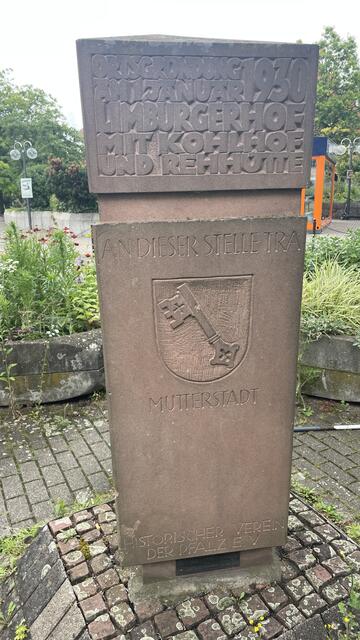 ORTSGRÜNDUNG
AM 1. JANUAR 1930
LIMBURGERHOF
MIT KOHLHOF
UND REHHÜTTE
AN DIESER STELLE TRA
MUTTERSTADT
HISTORISCHER VEREIN
DER PFALZ E.V.